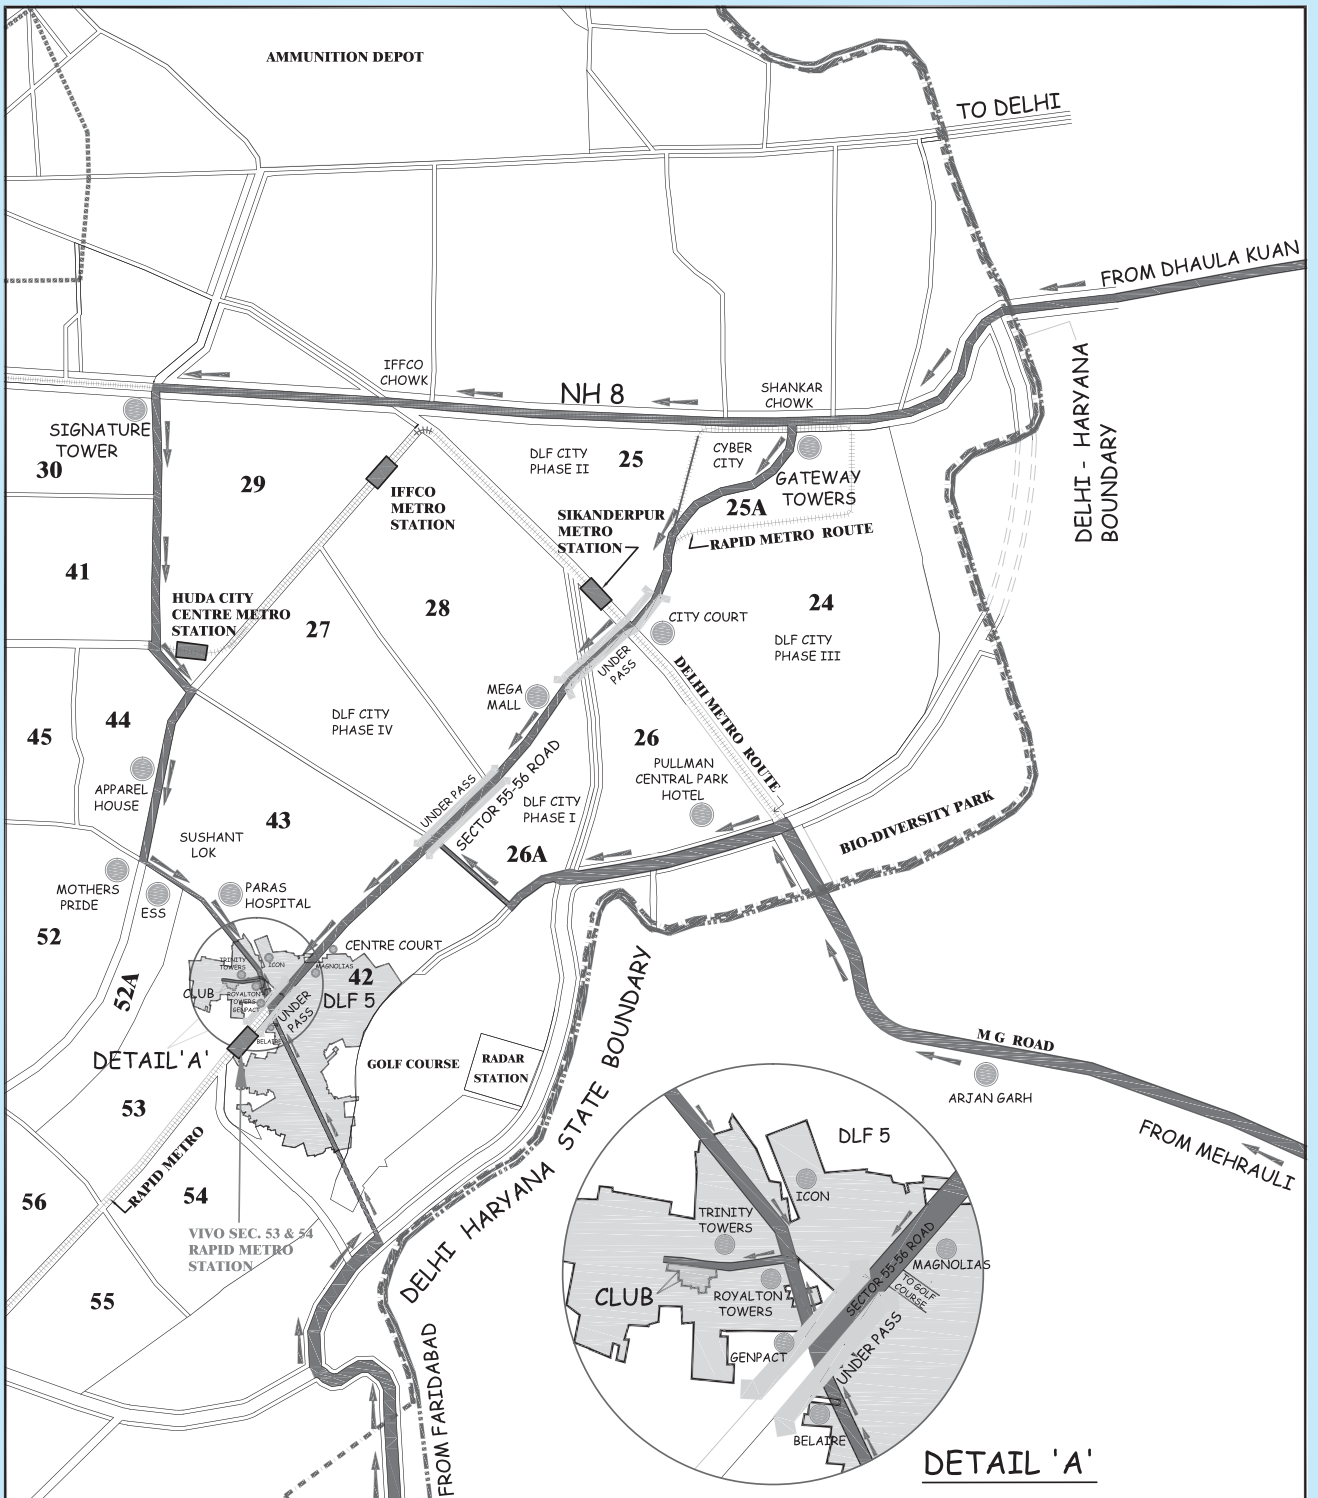 AMMUNITION DEPOT
TO DELHI
FROM DHAULA KUAN
DELHI - HARYANA
BOUNDARY
IFFCO
CHOWK
NH 8
SHANKAR
CHOWK
SIGNATURE
TOWER
30
29
DLF CITY
PHASE II
25
CYBER
CITY
GATEWAY
TOWERS
25A
IFFCO
METRO
STATION
SIKANDERPUR
METRO
STATION
RAPID METRO ROUTE
41
HUDA CITY
CENTRE METRO
STATION
27
28
24
CITY COURT
DLF CITY
PHASE III
UNDER
PASS
DELHI METRO ROUTE
MEGA
MALL
45
44
DLF CITY
PHASE IV
26
PULLMAN
CENTRAL PARK
HOTEL
APPAREL
HOUSE
UNDER PASS
SECTOR 55-56 ROAD
DLF CITY
PHASE I
BIO-DIVERSITY PARK
43
SUSHANT
LOK
26A
MOTHERS
PRIDE
ESS
PARAS
HOSPITAL
52
52A
CENTRE COURT
TRINITY
TOWERS
ICON
MAGNOLIAS
42
DLF 5
CLUB
ROYALTON
TOWERS
GENPACT
UNDER
PASS
BELAIRE
DETAIL 'A'
GOLF COURSE
RADAR
STATION
M G ROAD
ARJAN GARH
FROM MEHRAULI
DELHI HARYANA STATE BOUNDARY
53
RAPID METRO
56
54
VIVO SEC. 53 & 54
RAPID METRO
STATION
55
FROM FARIDABAD
DLF 5
ICON
TRINITY
TOWERS
MAGNOLIAS
SECTOR 55-56 ROAD
TO GOLF
COURSE
CLUB
ROYALTON
TOWERS
GENPACT
UNDER PASS
BELAIRE
DETAIL 'A'